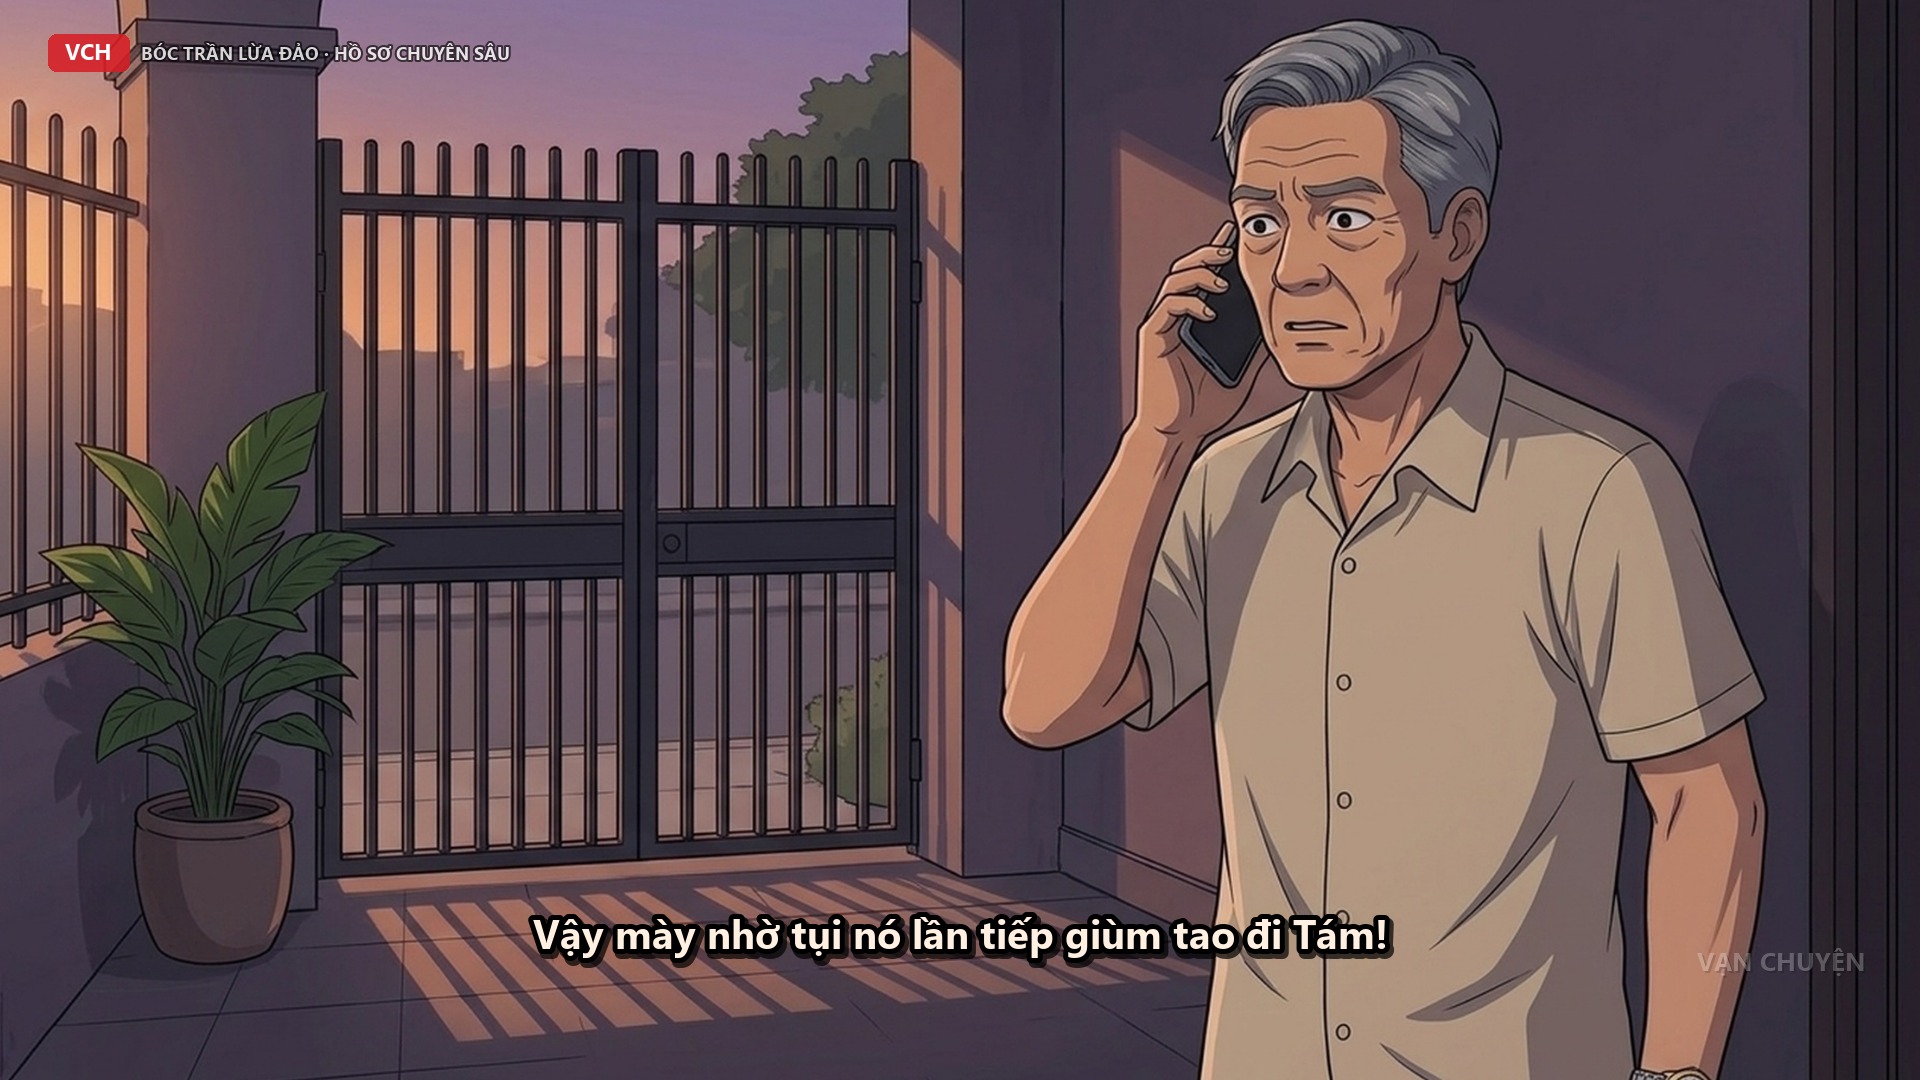 VCH BÓC TRẦN LỪA ĐẢO · HỒ SƠ CHUYÊN SÂU
Vậy mày nhờ tụi nó lần tiếp giùm tao đi Tám!
VẠN CHUYỆN